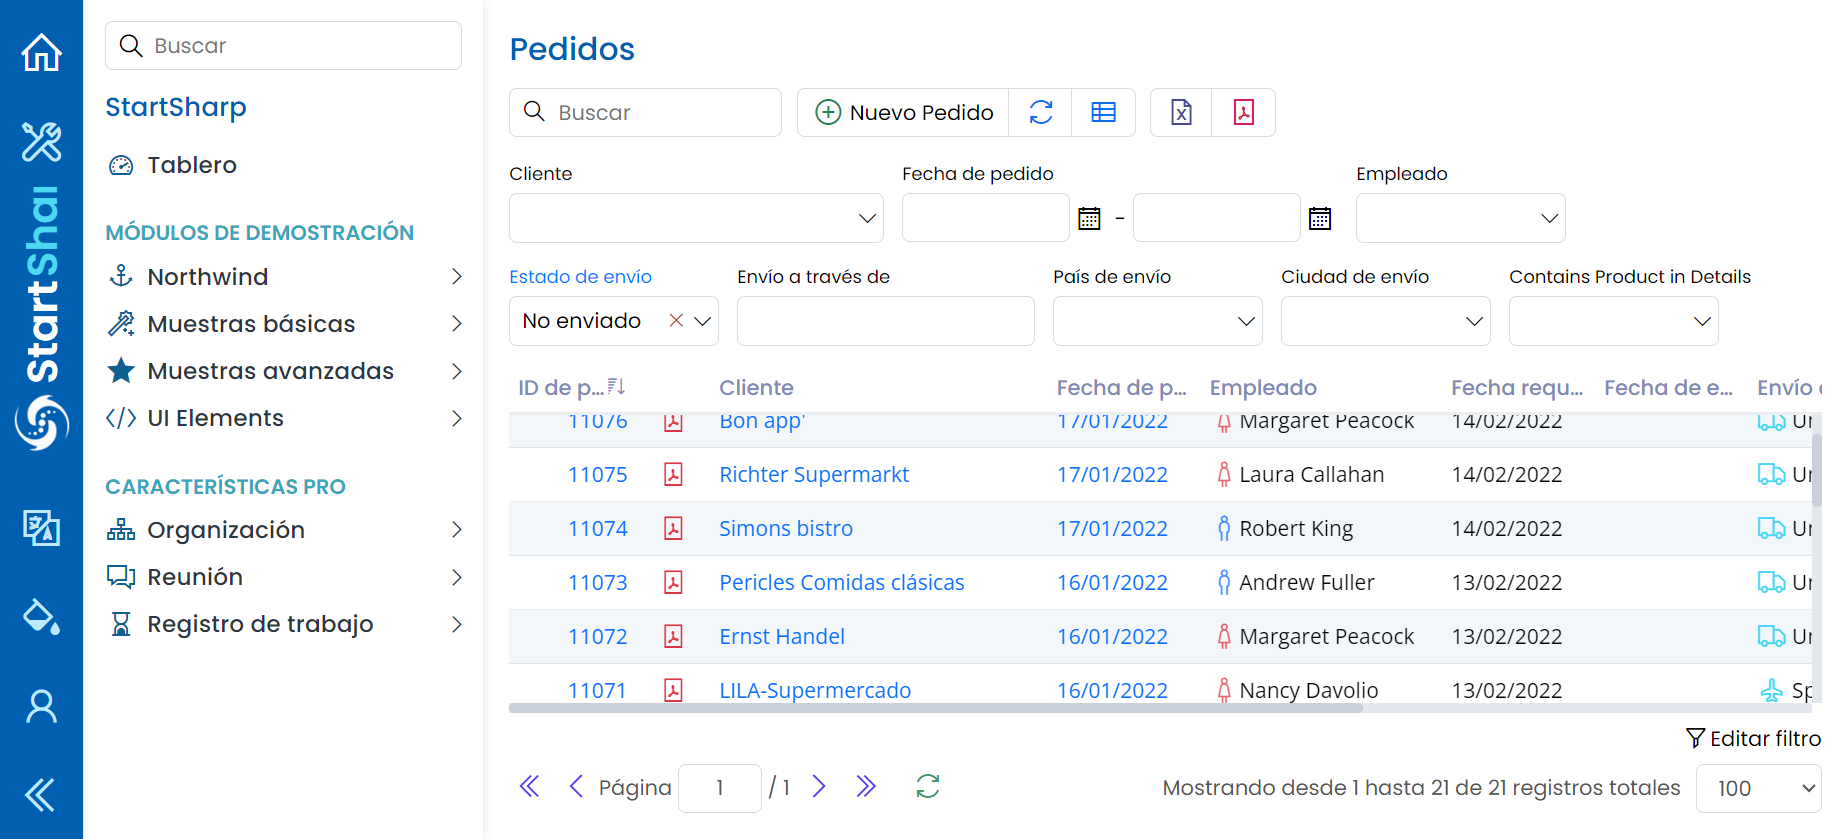 StartShar
Buscar
StartSharp
Tablero
MÓDULOS DE DEMOSTRACIÓN
Northwind
Muestras básicas
Muestras avanzadas
UI Elements
CARACTERÍSTICAS PRO
Organización
Reunión
Registro de trabajo
Pedidos
Buscar
Nuevo Pedido
Cliente
Fecha de pedido
Empleado
-
Estado de envío
Envío a través de
País de envío
Ciudad de envío
Contains Product in Details
No enviado
ID de p... Cliente Fecha de p... Empleado Fecha requ... Fecha de e... Envío
11076 Bon app' 17/01/2022 Margaret Peacock 14/02/2022
11075 Richter Supermarkt 17/01/2022 Laura Callahan 14/02/2022
11074 Simons bistro 17/01/2022 Robert King 14/02/2022
11073 Pericles Comidas clásicas 16/01/2022 Andrew Fuller 13/02/2022
11072 Ernst Handel 16/01/2022 Margaret Peacock 13/02/2022
11071 LILA-Supermercado 16/01/2022 Nancy Davolio 13/02/2022 Sp
Editar filtro
Página 1 / 1
Mostrando desde 1 hasta 21 de 21 registros totales 100